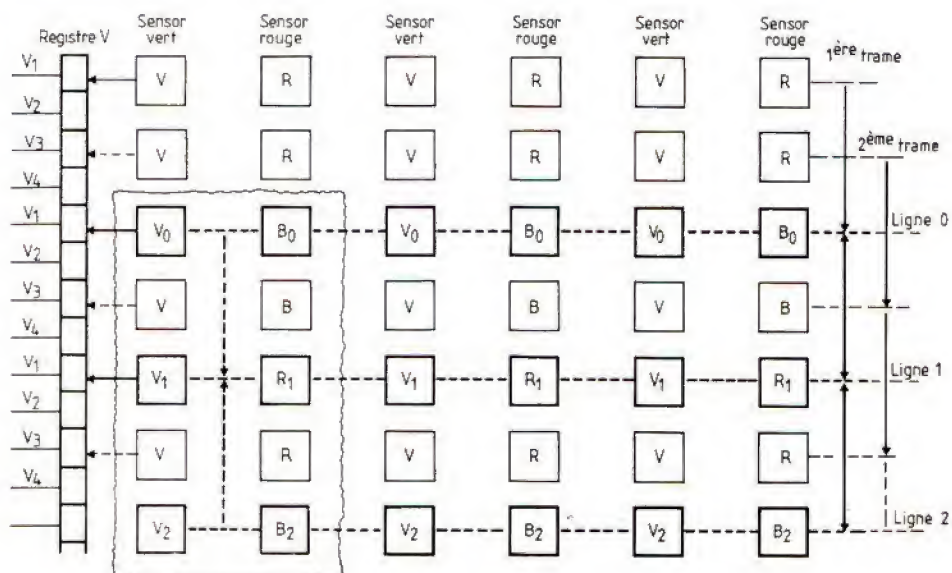 Sensor vert Sensor rouge Sensor vert Sensor rouge Sensor vert Sensor rouge
Registre V
1ère trame
V1
V R V R V R
V2
2ème trame
V3
V R V R V R
V4
Ligne 0
V1
V0 B0 V0 B0 V0 B0
V2
V3
V B V B V B
V4
V1
V1 R1 V1 R1 V1 R1
Ligne 1
V2
V3
V R V R V R
V4
V2 B2 V2 B2 V2 B2
Ligne 2